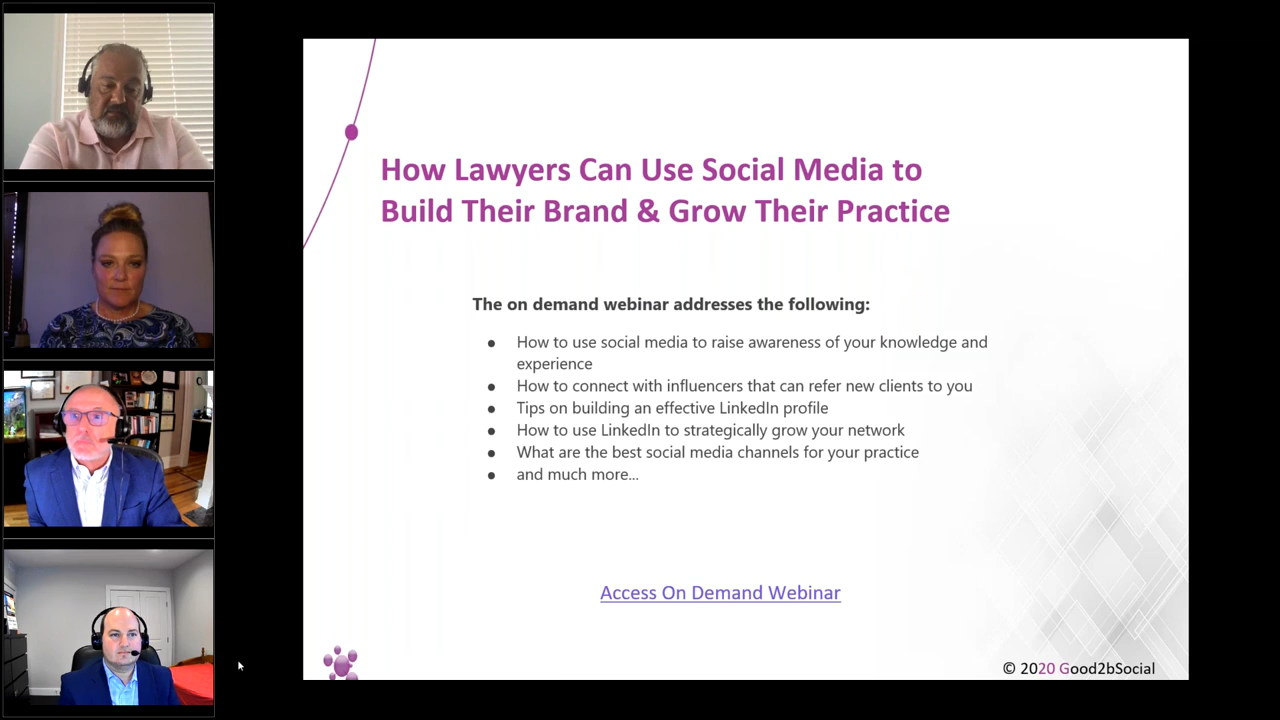 How Lawyers Can Use Social Media to
Build Their Brand & Grow Their Practice
The on demand webinar addresses the following:
● How to use social media to raise awareness of your knowledge and
experience
● How to connect with influencers that can refer new clients to you
● Tips on building an effective LinkedIn profile
● How to use LinkedIn to strategically grow your network
● What are the best social media channels for your practice
● and much more...
Access On Demand Webinar
© 2020 Good2bSocial